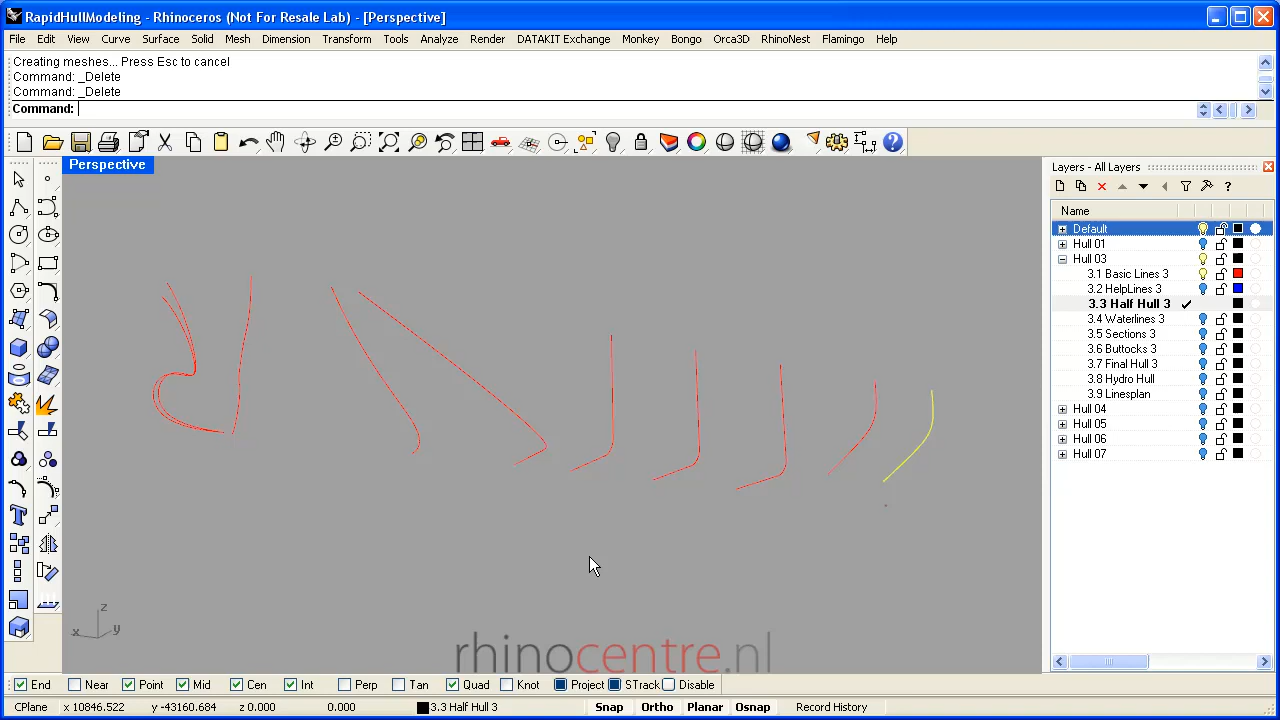 RapidHullModeling - Rhinoceros (Not For Resale Lab) - [Perspective]
File Edit View Curve Surface Solid Mesh Dimension Transform Tools Analyze Render DATAKIT Exchange Monkey Bongo Orca3D RhinoNest Flamingo Help
Creating meshes... Press Esc to cancel
Command: _Delete
Command: _Delete
Command:
Perspective
Layers - All Layers
Name
Default
Hull 01
Hull 03
3.1 Basic Lines 3
3.2 HelpLines 3
3.3 Half Hull 3
3.4 Waterlines 3
3.5 Sections 3
3.6 Buttocks 3
3.7 Final Hull 3
3.8 Hydro Hull
3.9 Linesplan
Hull 04
Hull 05
Hull 06
Hull 07
z
x y
rhinocentre.nl
End Near Point Mid Cen Int Perp Tan Quad Knot Project STrack Disable
CPlane x 10846.522 y -43160.684 z 0.000 0.000 3.3 Half Hull 3 Snap Ortho Planar Osnap Record History